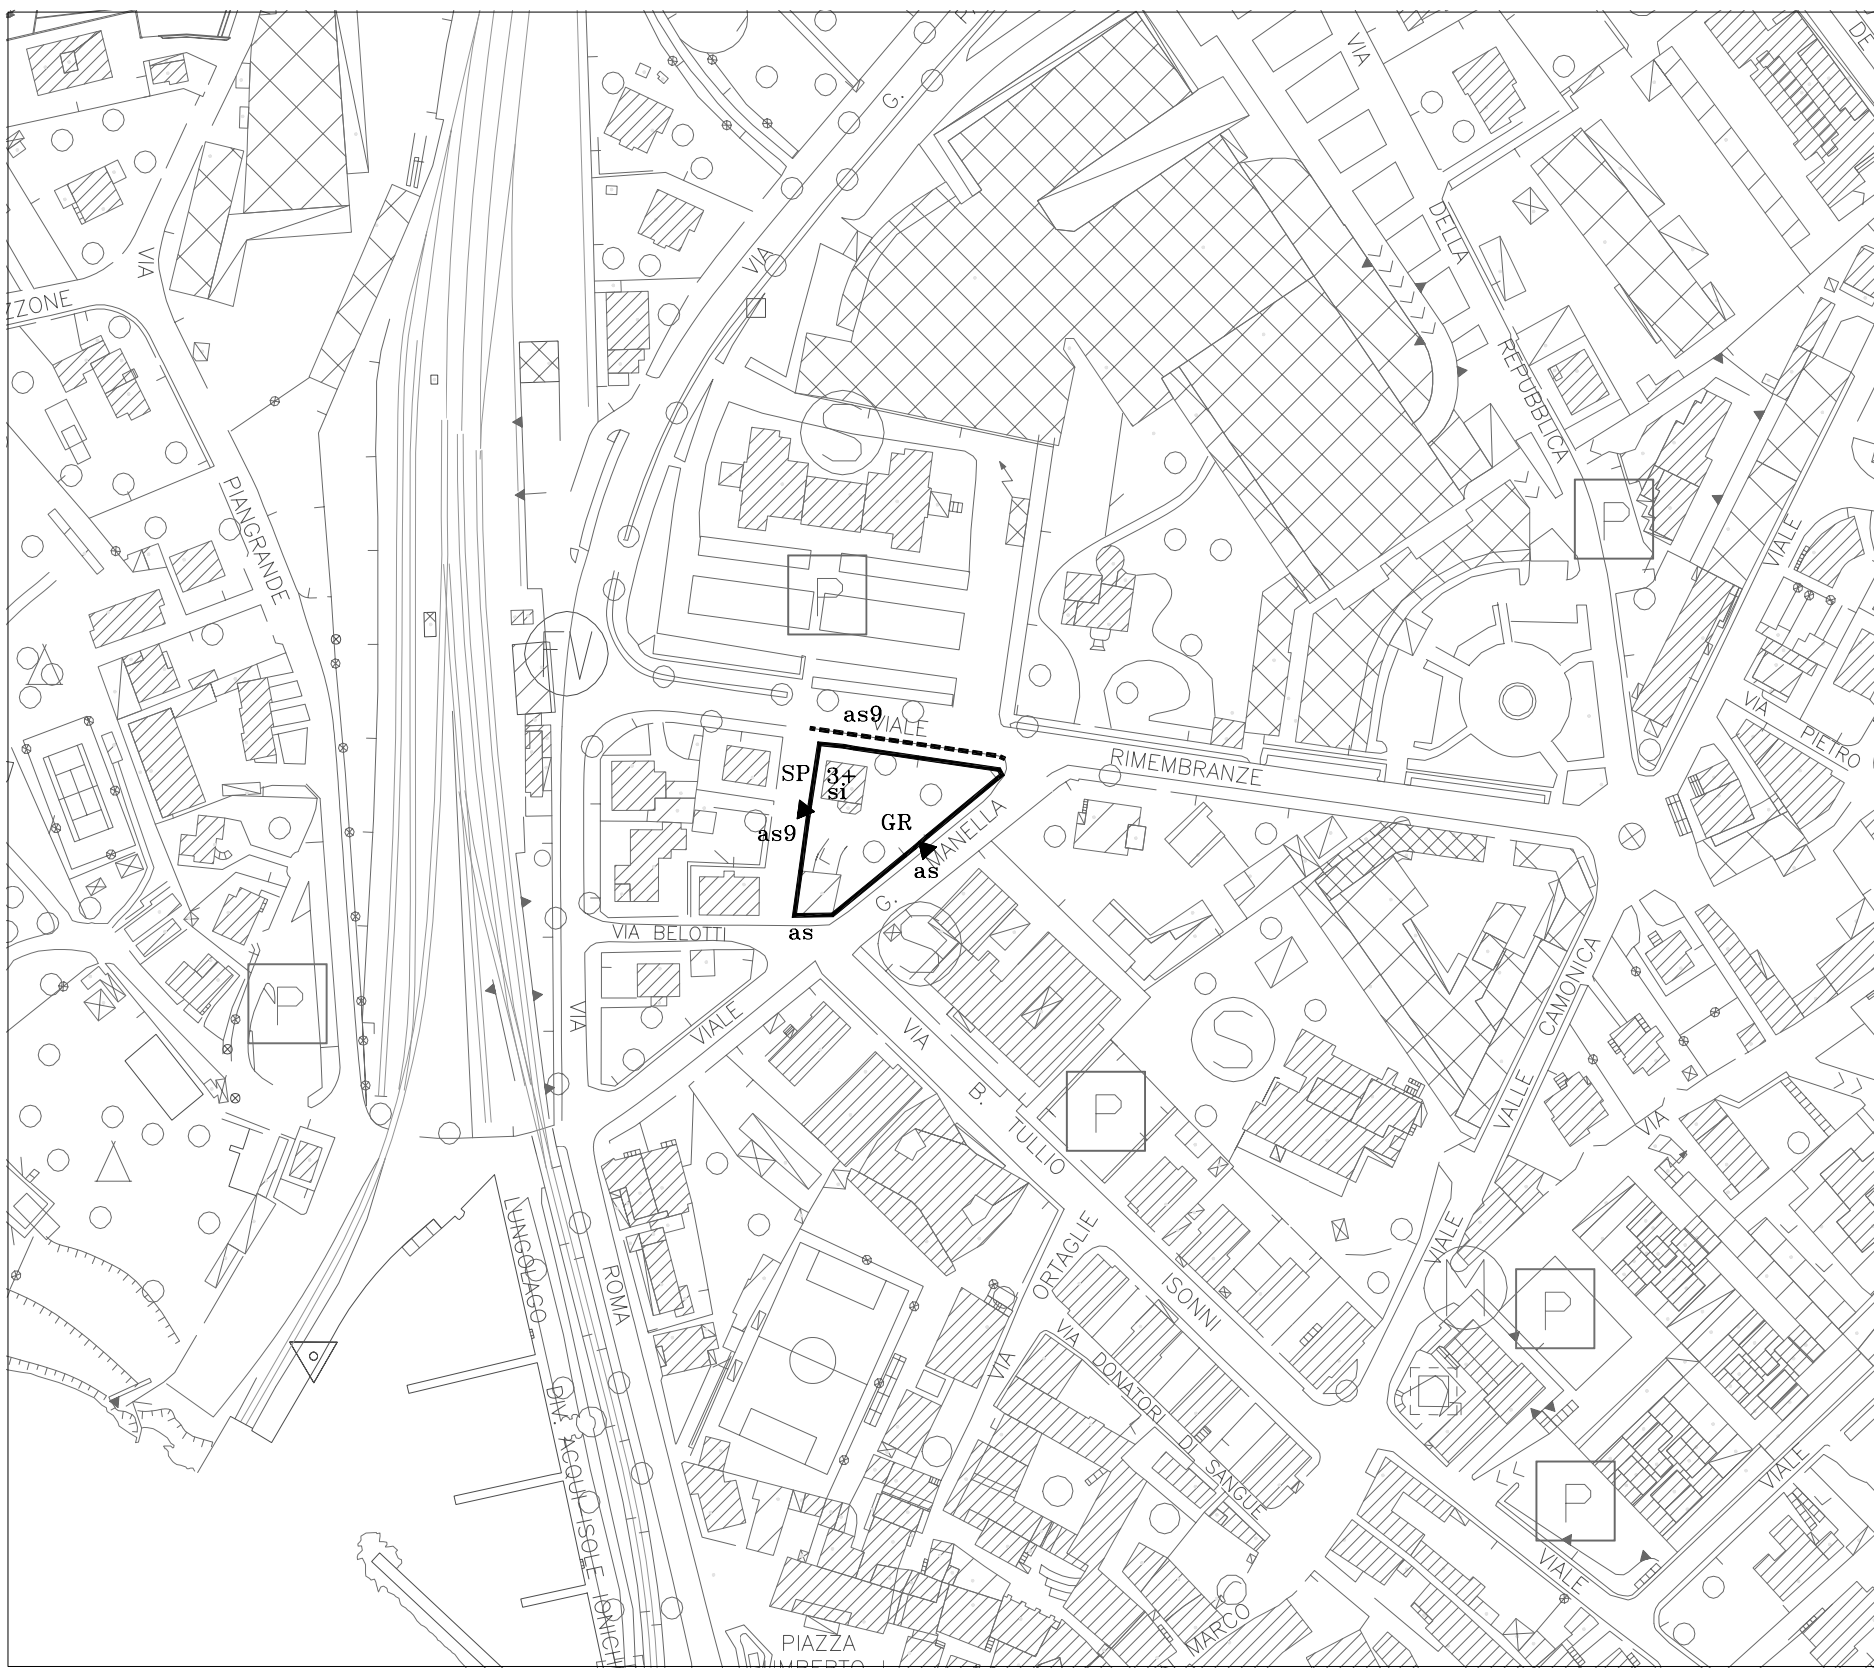 G.
VIA
DELLA
VIA
VIA
ZZONE
REPUBBLICA
S
PIANGRANDE
P
P
VIALE
W
as9
VIALE
VIA
PIETRO
RIMEMBRANZE
SP
3+
si
as9
GR
MANELLA
as
G.
as
VIA BELOTTI
S
VIALE
CAMONICA
VIA
VIALE
VIA
P
S
B.
P
VALLE
VIA
TULLIO
LUNGOLAGO
ROMA
ORTAGLIE
VIALE
ISONNI
M
P
VIA
VIA
DONATORI
DI
SANGUE
DIV.
ACQUI
ISOLE
IONICHE
VIALE
P
VIALE
MARCO
PIAZZA
UMBERTO I